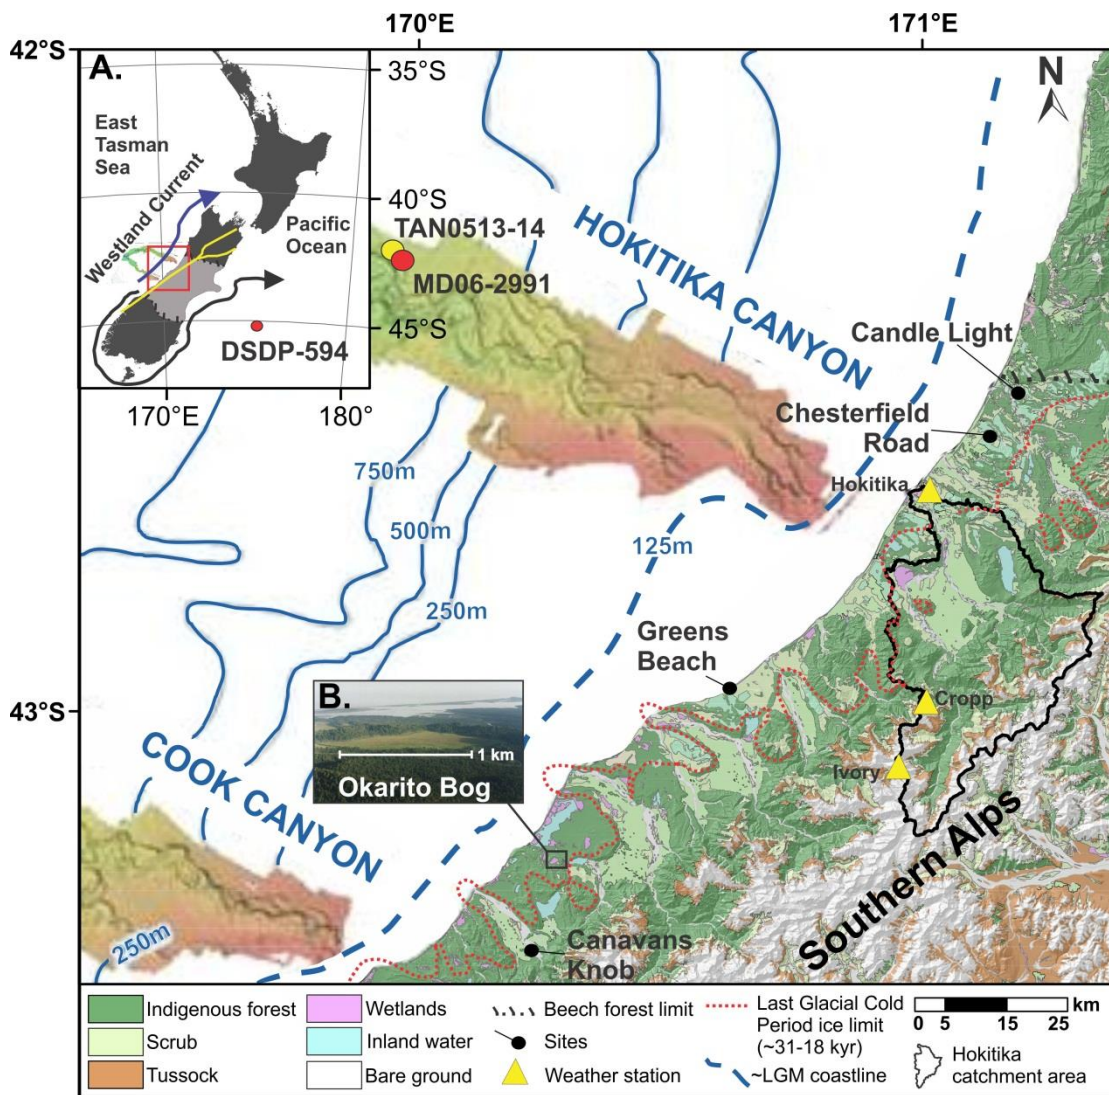 170°E
171°E
42°S
A.
35°S
N
East
Tasman
Sea
Westland Current
40°S
Pacific
Ocean
TAN0513-14
MD06-2991
HOKITIKA CANYON
45°S
DSDP-594
170°E
180°
Candle Light
Chesterfield
Road
Hokitika
750m
500m
125m
250m
Greens
Beach
43°S
B.
1 km
Okarito Bog
Cropp
Ivory
COOK CANYON
Southern Alps
250m
Canavans
Knob
Indigenous forest
Scrub
Tussock
Wetlands
Inland water
Bare ground
Beech forest limit
Sites
Weather station
Last Glacial Cold
Period ice limit
(~31-18 kyr)
~LGM coastline
km
0 5 15 25
Hokitika
catchment area